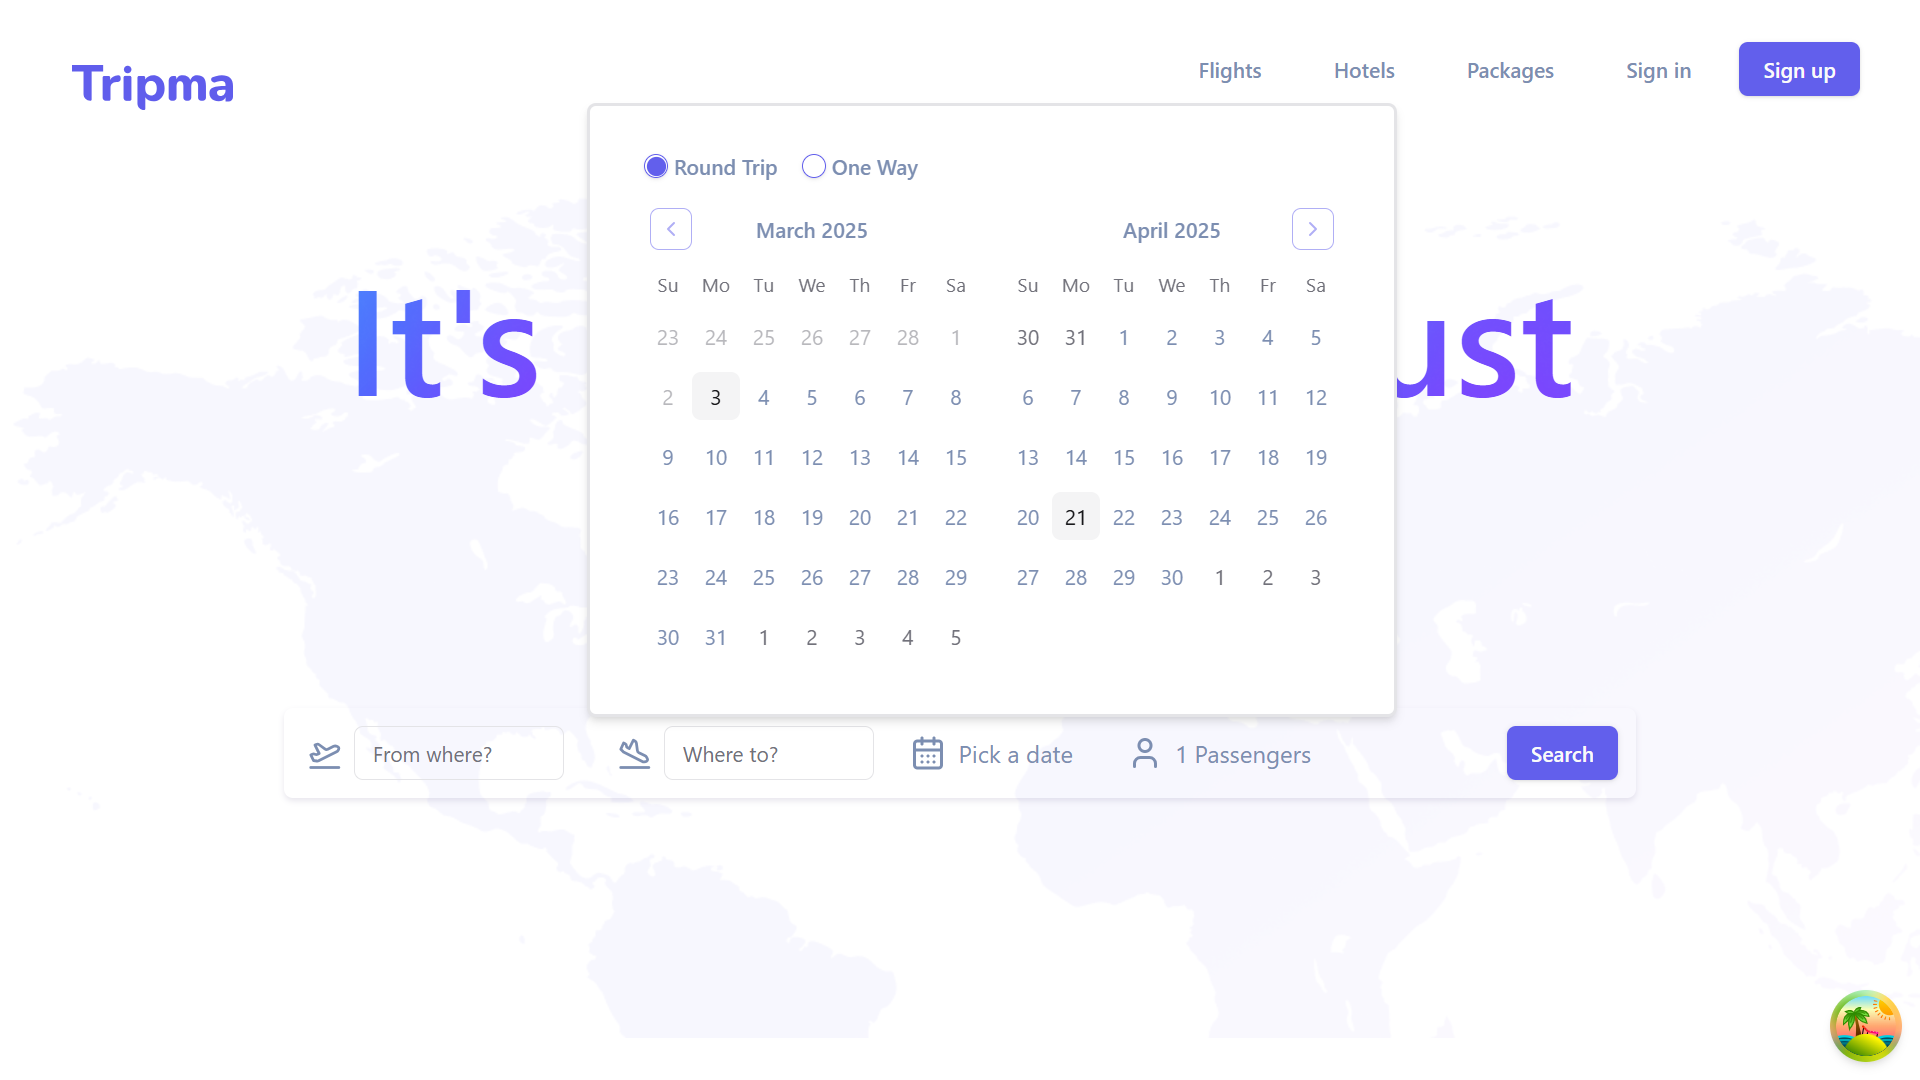 Tripma
Flights Hotels Packages Sign in Sign up
Round Trip One Way
March 2025
Su Mo Tu We Th Fr Sa
23 24 25 26 27 28 1
2 3 4 5 6 7 8
9 10 11 12 13 14 15
16 17 18 19 20 21 22
23 24 25 26 27 28 29
30 31 1 2 3 4 5
April 2025
Su Mo Tu We Th Fr Sa
30 31 1 2 3 4 5
6 7 8 9 10 11 12
13 14 15 16 17 18 19
20 21 22 23 24 25 26
27 28 29 30 1 2 3
It's ust
From where? Where to? Pick a date 1 Passengers Search